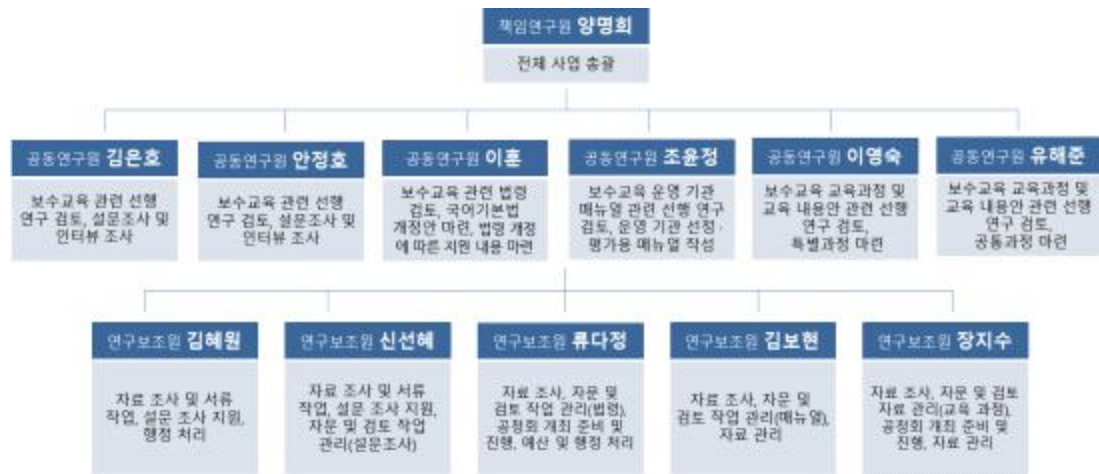 책임연구원 양명희
전체 사업 총괄
공동연구원 김은호
보수교육 관련 선행
연구 검토, 설문조사 및
인터뷰 조사
공동연구원 안정호
보수교육 관련 선행
연구 검토, 설문조사 및
인터뷰 조사
공동연구원 이훈
보수교육 관련 법령
검토, 국어기본법
개정안 마련, 법령 개정
에 따른 지원 내용 마련
공동연구원 조윤정
보수교육 운영 기관
매뉴얼 관련 선행 연구
검토, 운영 기관 선정·
평가용 매뉴얼 작성
공동연구원 이영숙
보수교육 교육과정 및
교육 내용안 관련 선행
연구 검토,
특별과정 마련
공동연구원 유해준
보수교육 교육과정 및
교육 내용안 관련 선행
연구 검토,
공통과정 마련
연구보조원 김혜원
자료 조사 및 서류
작업, 설문 조사 지원,
행정 처리
연구보조원 신선혜
자료 조사 및 서류
작업, 설문 조사 지원,
자문 및 검토 작업
관리(설문조사)
연구보조원 류다정
자료 조사, 자문 및
검토 작업 관리(법령),
공청회 개최 준비 및
진행, 예산 및 행정 처리
연구보조원 김보현
자료 조사, 자문 및
검토 작업 관리(매뉴얼),
자료 관리
연구보조원 장지수
자료 조사, 자문 및 검토
자료 관리(교육 과정),
공청회 개최 준비 및
진행, 자료 관리